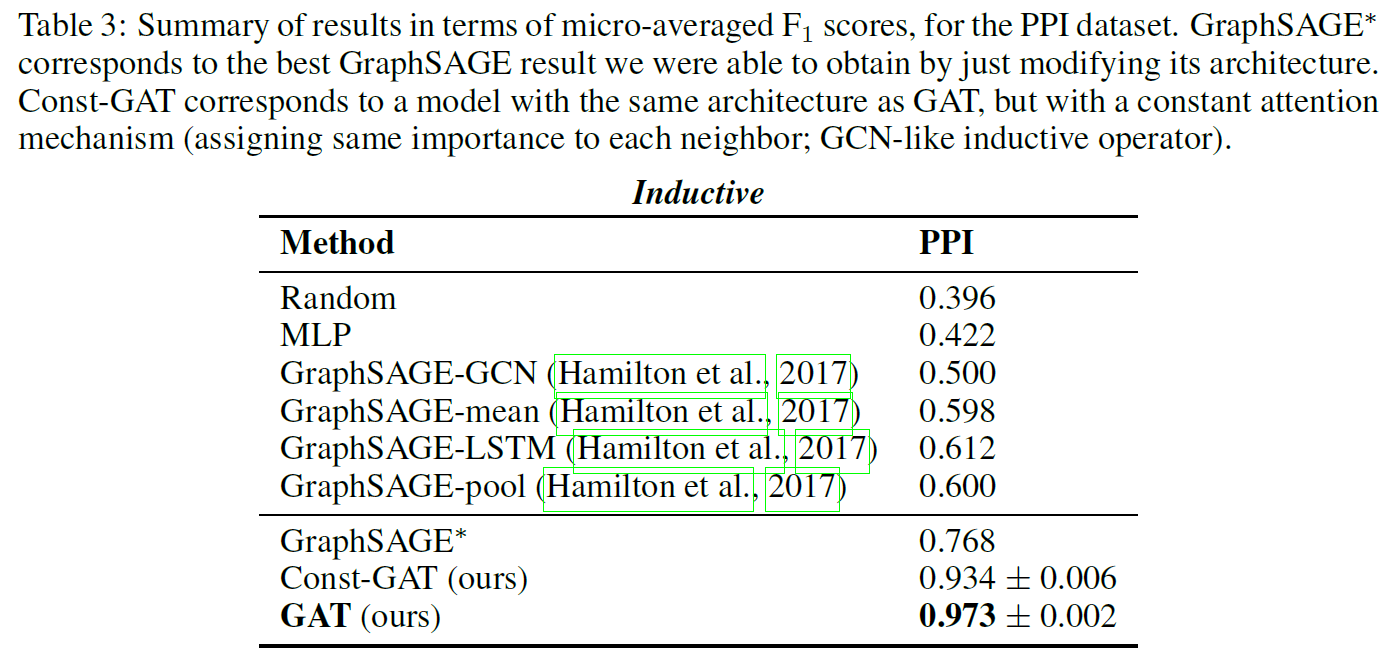 Table 3: Summary of results in terms of micro-averaged F₁ scores, for the PPI dataset. GraphSAGE*
corresponds to the best GraphSAGE result we were able to obtain by just modifying its architecture.
Const-GAT corresponds to a model with the same architecture as GAT, but with a constant attention
mechanism (assigning same importance to each neighbor; GCN-like inductive operator).
Inductive
Method PPI
Random 0.396
MLP 0.422
GraphSAGE-GCN (Hamilton et al., 2017) 0.500
GraphSAGE-mean (Hamilton et al., 2017) 0.598
GraphSAGE-LSTM (Hamilton et al., 2017) 0.612
GraphSAGE-pool (Hamilton et al., 2017) 0.600
GraphSAGE* 0.768
Const-GAT (ours) 0.934 ± 0.006
GAT (ours) 0.973 ± 0.002